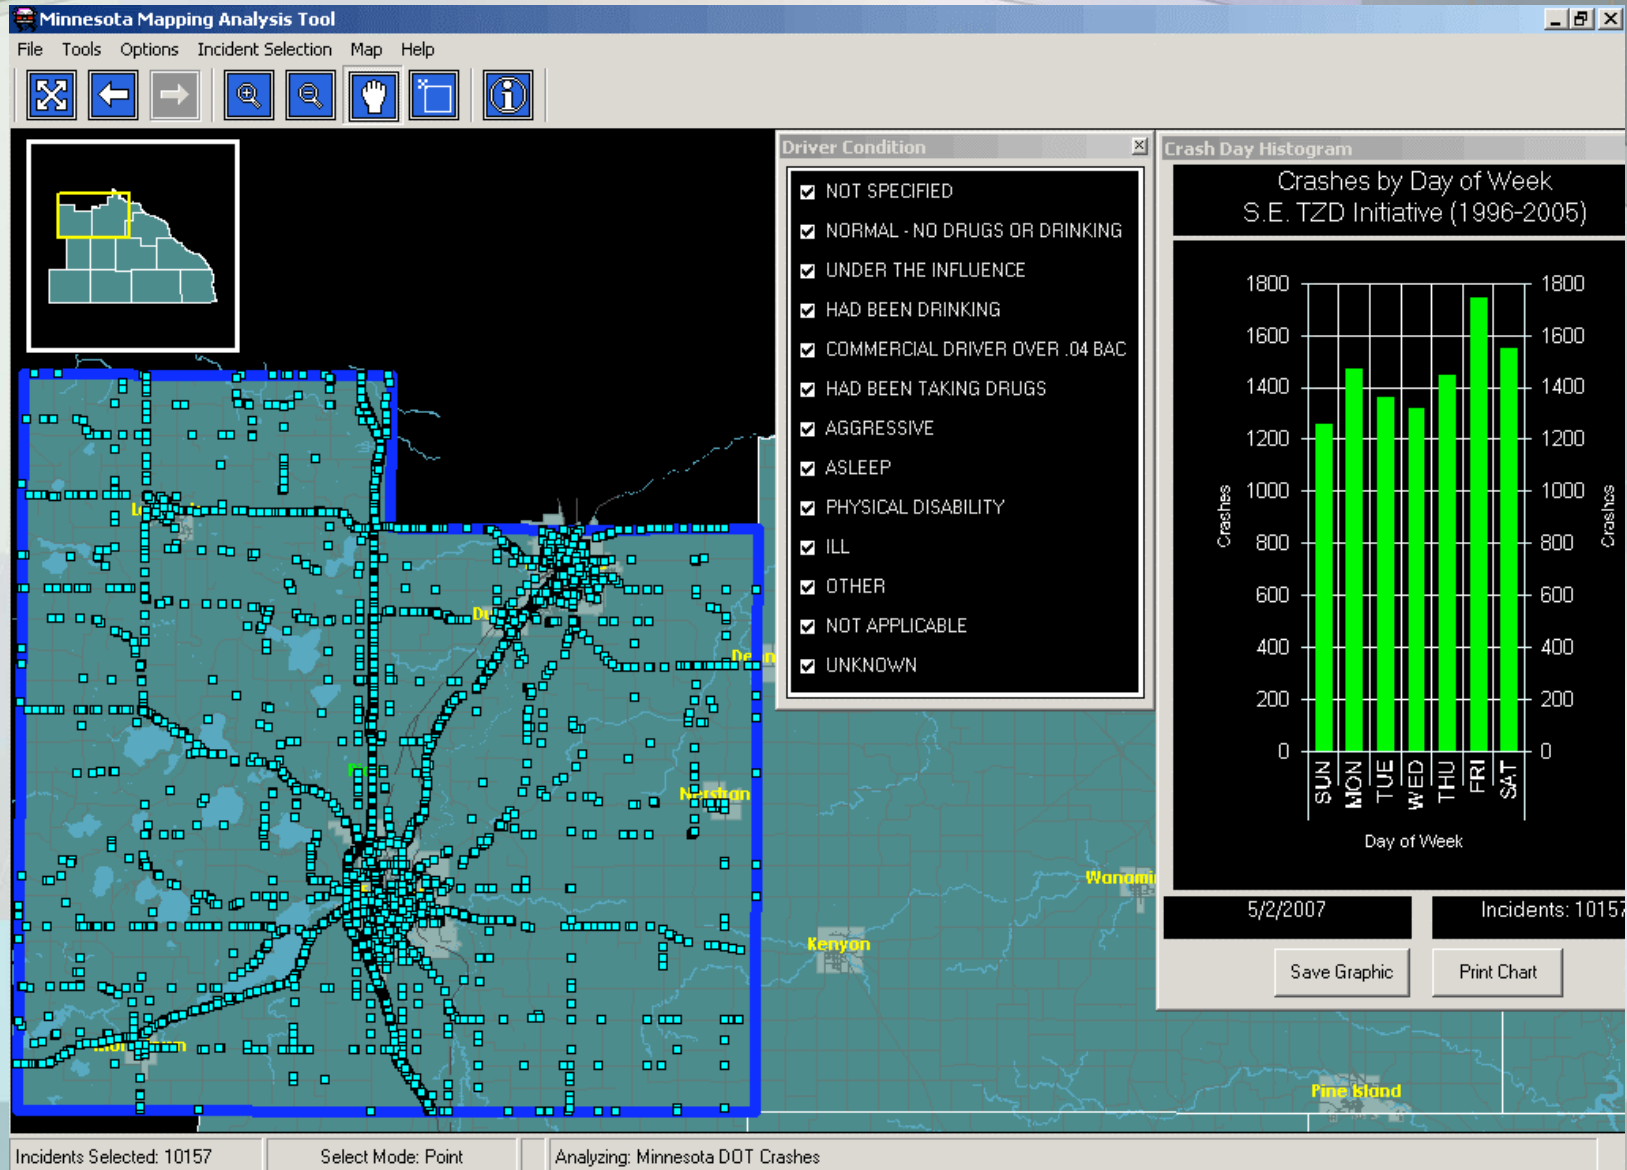 Minnesota Mapping Analysis Tool
File Tools Options Incident Selection Map Help
Driver Condition
NOT SPECIFIED
NORMAL - NO DRUGS OR DRINKING
UNDER THE INFLUENCE
HAD BEEN DRINKING
COMMERCIAL DRIVER OVER .04 BAC
HAD BEEN TAKING DRUGS
AGGRESSIVE
ASLEEP
PHYSICAL DISABILITY
ILL
OTHER
NOT APPLICABLE
UNKNOWN
Crash Day Histogram
Crashes by Day of Week
S.E. TZD Initiative (1996-2005)
1800 1800
1600 1600
1400 1400
1200 1200
1000 1000
800 800
600 600
400 400
200 200
0 0
Crashes
Crashes
SUN MON TUE WED THU FRI SAT
Day of Week
5/2/2007
Incidents: 10157
Save Graphic
Print Chart
Nerstran
Wanami
Kenyon
Pine Island
Incidents Selected: 10157
Select Mode: Point
Analyzing: Minnesota DOT Crashes